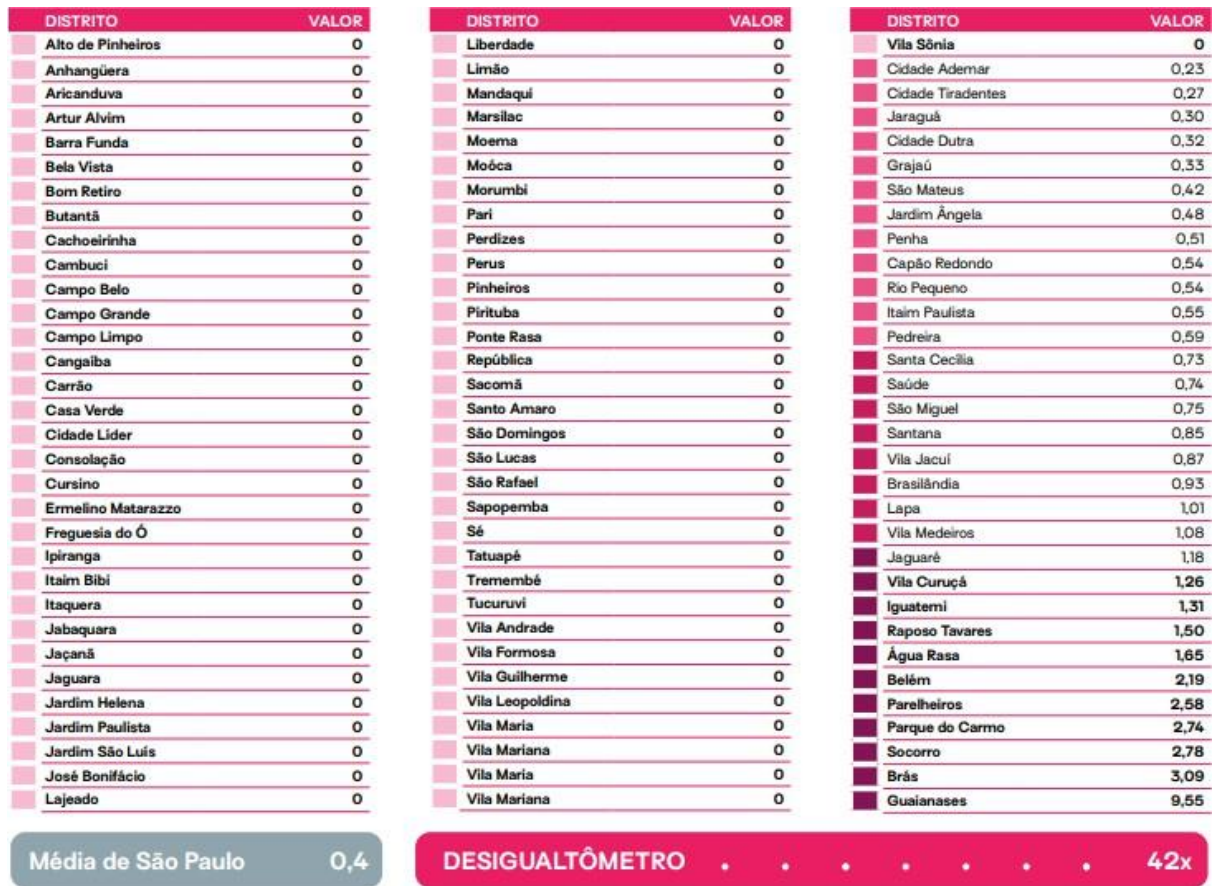 DISTRITO VALOR
Alto de Pinheiros 0
Anhangüera 0
Aricanduva 0
Artur Alvim 0
Barra Funda 0
Bela Vista 0
Bom Retiro 0
Butantã 0
Cachoeirinha 0
Cambuci 0
Campo Belo 0
Campo Grande 0
Campo Limpo 0
Cangaíba 0
Carrão 0
Casa Verde 0
Cidade Líder 0
Consolação 0
Cursino 0
Ermelino Matarazzo 0
Freguesia do Ó 0
Ipiranga 0
Itaim Bibi 0
Itaquera 0
Jabaquara 0
Jaçanã 0
Jaguara 0
Jardim Helena 0
Jardim Paulista 0
Jardim São Luís 0
José Bonifácio 0
Lajeado 0
DISTRITO VALOR
Liberdade 0
Limão 0
Mandaqui 0
Marsilac 0
Moema 0
Moóca 0
Morumbi 0
Pari 0
Perdizes 0
Perus 0
Pinheiros 0
Pirituba 0
Ponte Rasa 0
República 0
Sacomã 0
Santo Amaro 0
São Domingos 0
São Lucas 0
São Rafael 0
Sapopemba 0
Sé 0
Tatuapé 0
Tremembé 0
Tucuruvi 0
Vila Andrade 0
Vila Formosa 0
Vila Guilherme 0
Vila Leopoldina 0
Vila Maria 0
Vila Mariana 0
Vila Maria 0
Vila Mariana 0
DISTRITO VALOR
Vila Sônia 0
Cidade Ademar 0,23
Cidade Tiradentes 0,27
Jaraguá 0,30
Cidade Dutra 0,32
Grajaú 0,33
São Mateus 0,42
Jardim Ângela 0,48
Penha 0,51
Capão Redondo 0,54
Rio Pequeno 0,54
Itaim Paulista 0,55
Pedreira 0,59
Santa Cecília 0,73
Saúde 0,74
São Miguel 0,75
Santana 0,85
Vila Jacuí 0,87
Brasilândia 0,93
Lapa 1,01
Vila Medeiros 1,08
Jaguaré 1,18
Vila Curuçá 1,26
Iguatemi 1,31
Raposo Tavares 1,50
Água Rasa 1,65
Belém 2,19
Parelheiros 2,58
Parque do Carmo 2,74
Socorro 2,78
Brás 3,09
Guaianases 9,55
Média de São Paulo 0,4
DESIGUALTÔMETRO . . . . . . . 42x